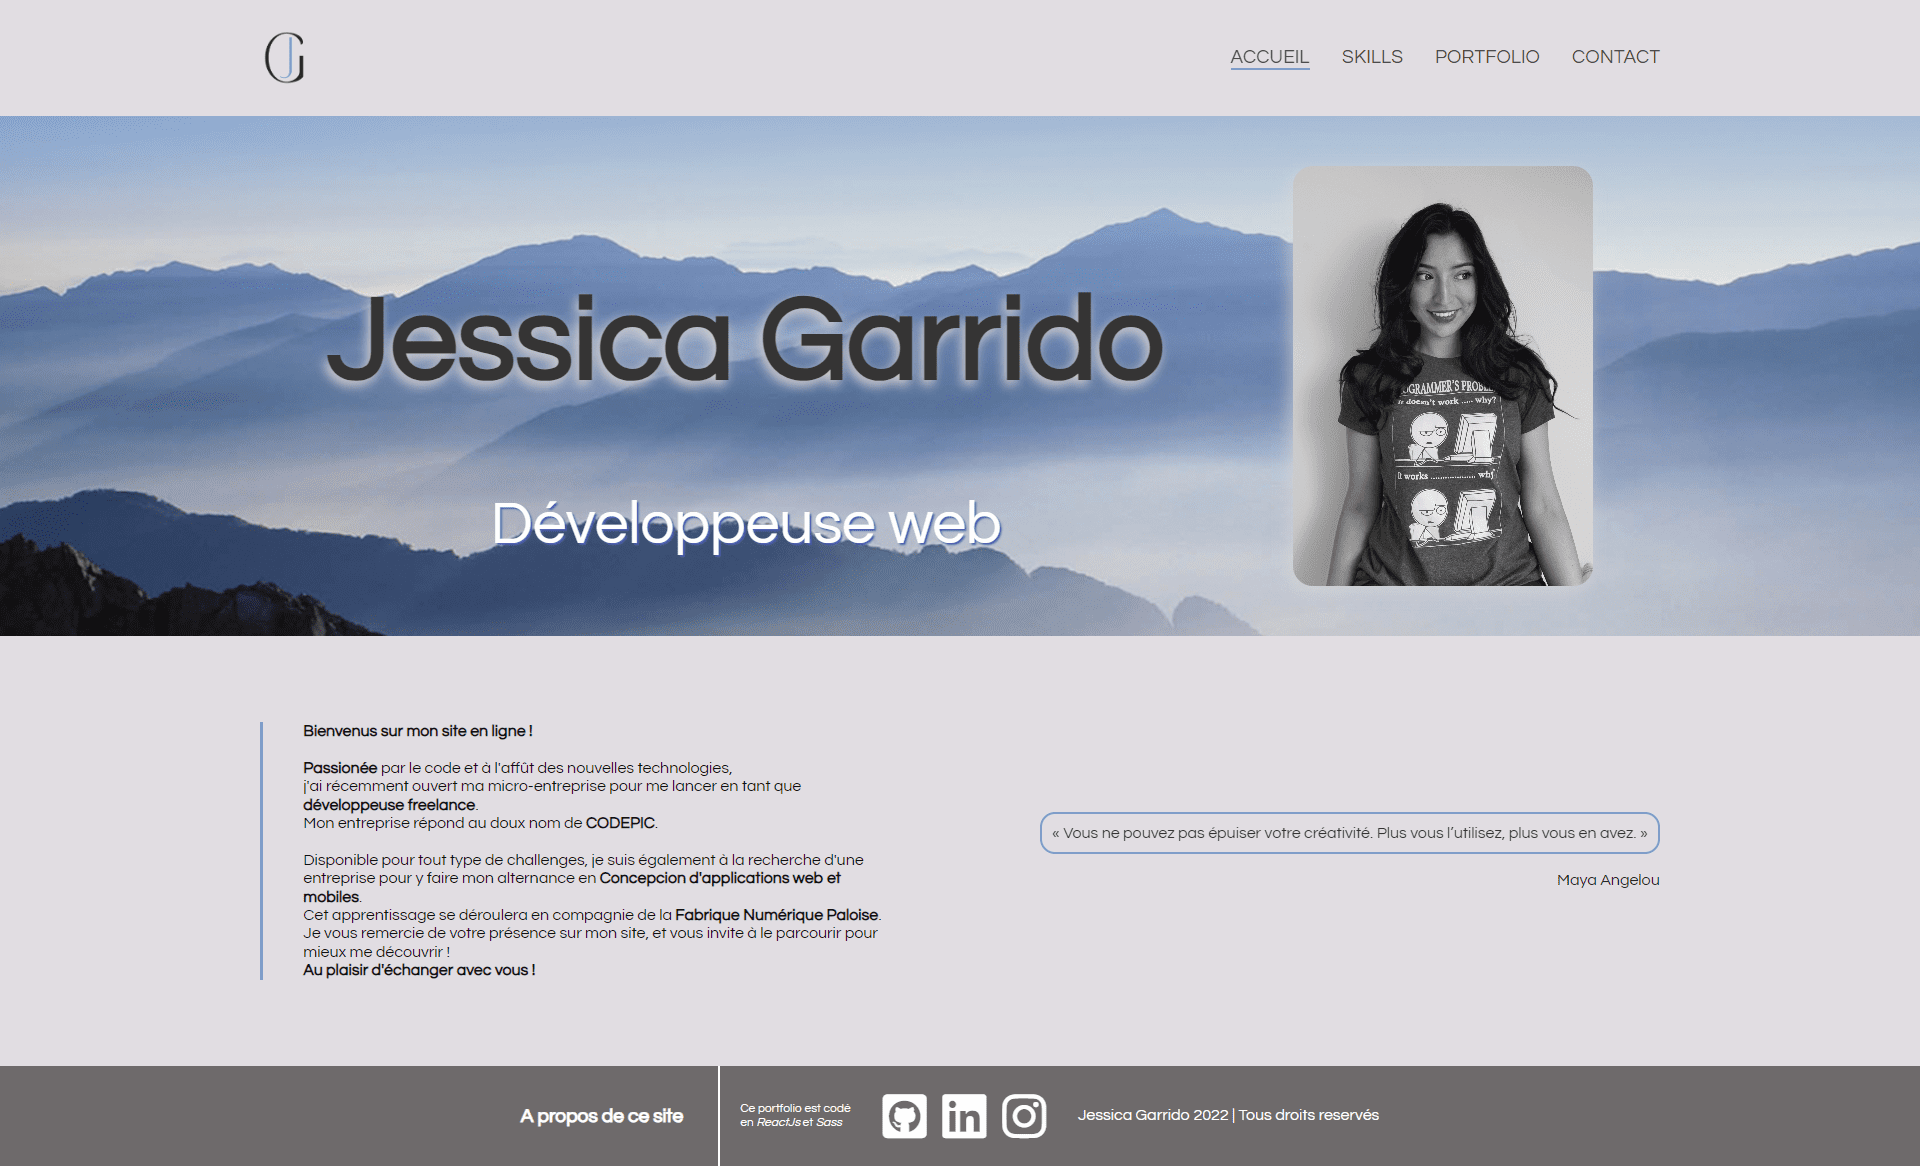 GJ
ACCUEIL SKILLS PORTFOLIO CONTACT
Jessica Garrido
Développeuse web
OGRAMMER'S PROBLE
doesn't work ..... why?
It works .................... why
Bienvenus sur mon site en ligne !
Passionée par le code et à l'affût des nouvelles technologies,
j'ai récemment ouvert ma micro-entreprise pour me lancer en tant que
développeuse freelance.
Mon entreprise répond au doux nom de CODEPIC.
Disponible pour tout type de challenges, je suis également à la recherche d'une
entreprise pour y faire mon alternance en Concepcion d'applications web et
mobiles.
Cet apprentissage se déroulera en compagnie de la Fabrique Numérique Paloise.
Je vous remercie de votre présence sur mon site, et vous invite à le parcourir pour
mieux me découvrir !
Au plaisir d'échanger avec vous !
« Vous ne pouvez pas épuiser votre créativité. Plus vous l’utilisez, plus vous en avez. »
Maya Angelou
A propos de ce site
Ce portfolio est codé
en ReactJs et Sass
in
Jessica Garrido 2022 | Tous droits reservés